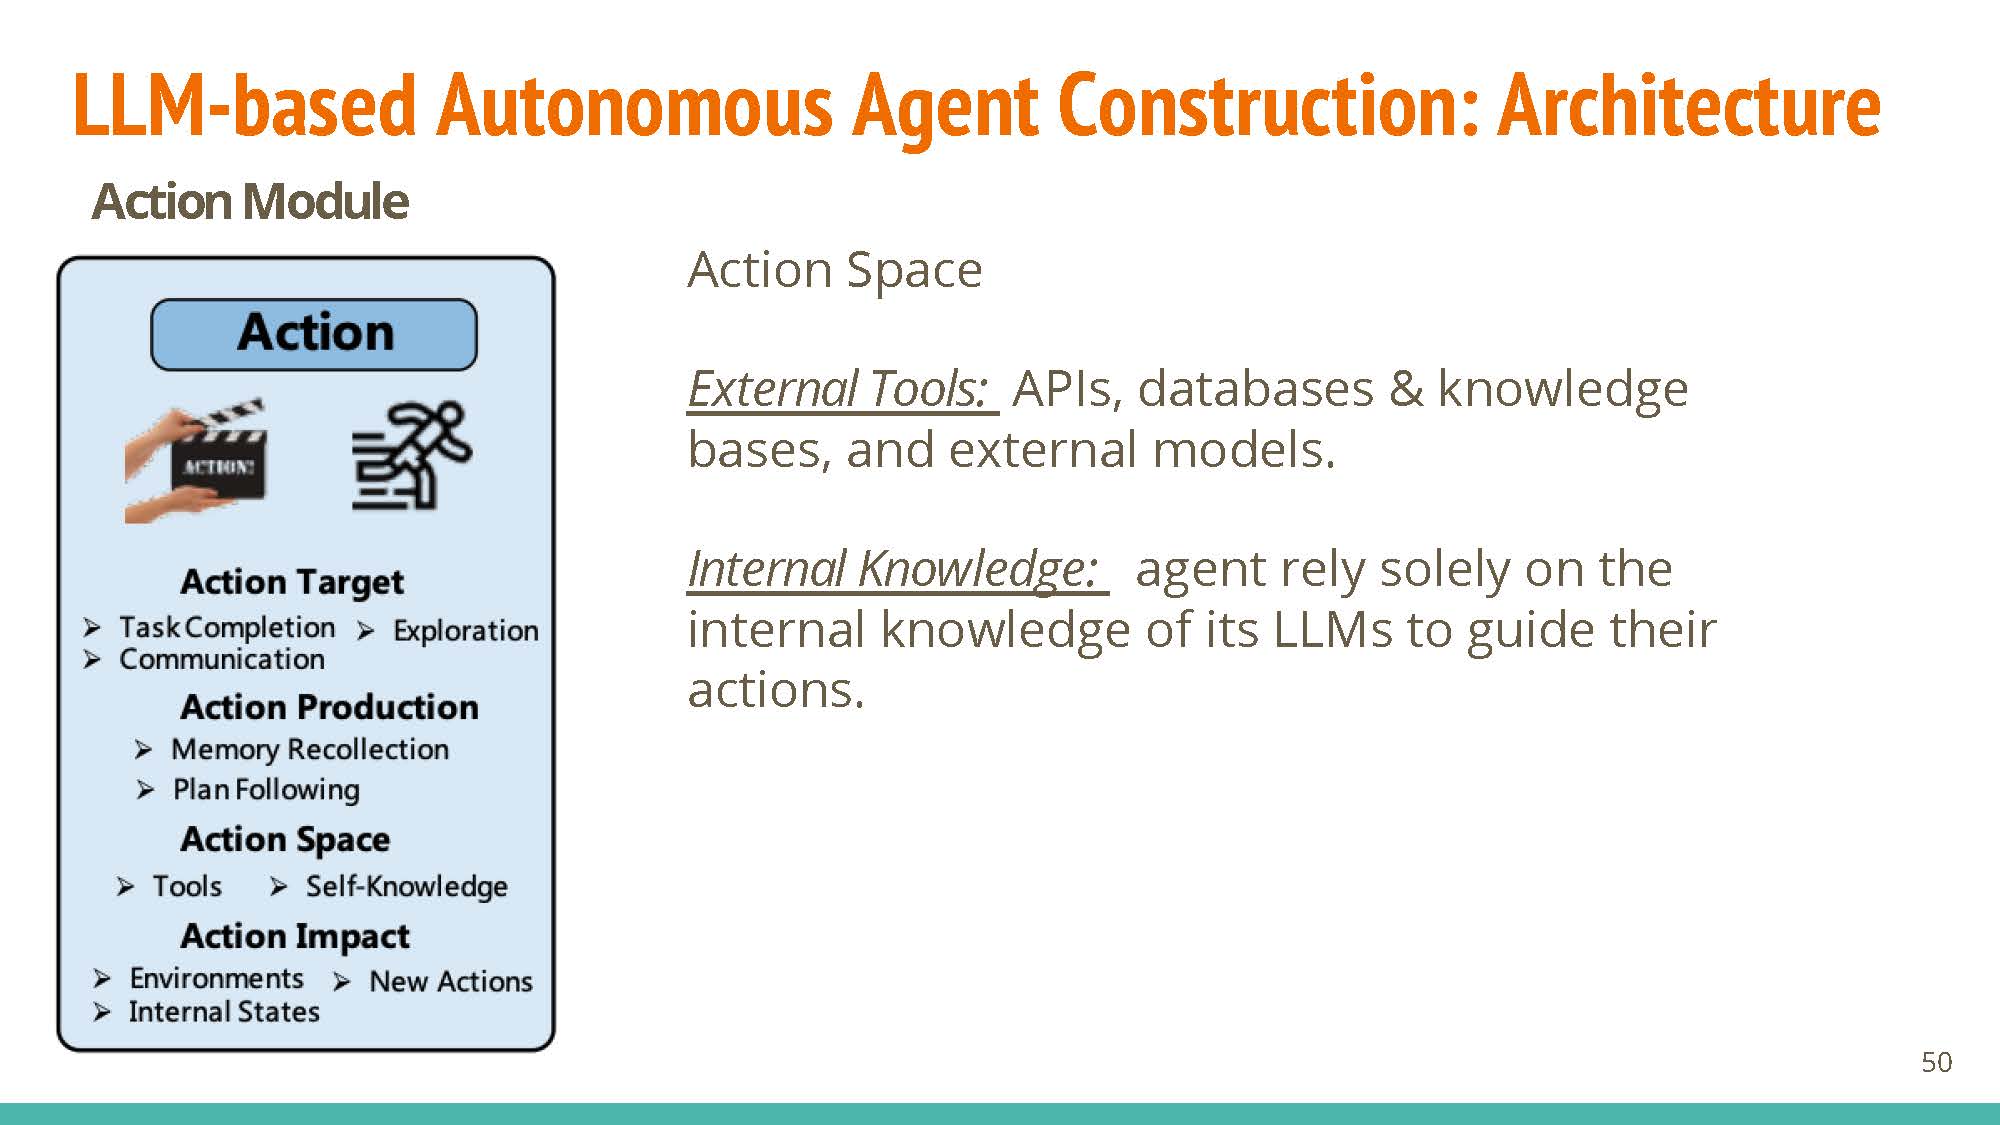 LLM-based Autonomous Agent Construction: Architecture
Action Module
Action
ACTION!
Action Target
➢ Task Completion ➢ Exploration
➢ Communication
Action Production
➢ Memory Recollection
➢ Plan Following
Action Space
➢ Tools ➢ Self-Knowledge
Action Impact
➢ Environments ➢ New Actions
➢ Internal States
Action Space
External Tools: APIs, databases & knowledge
bases, and external models.
Internal Knowledge: agent rely solely on the
internal knowledge of its LLMs to guide their
actions.
50